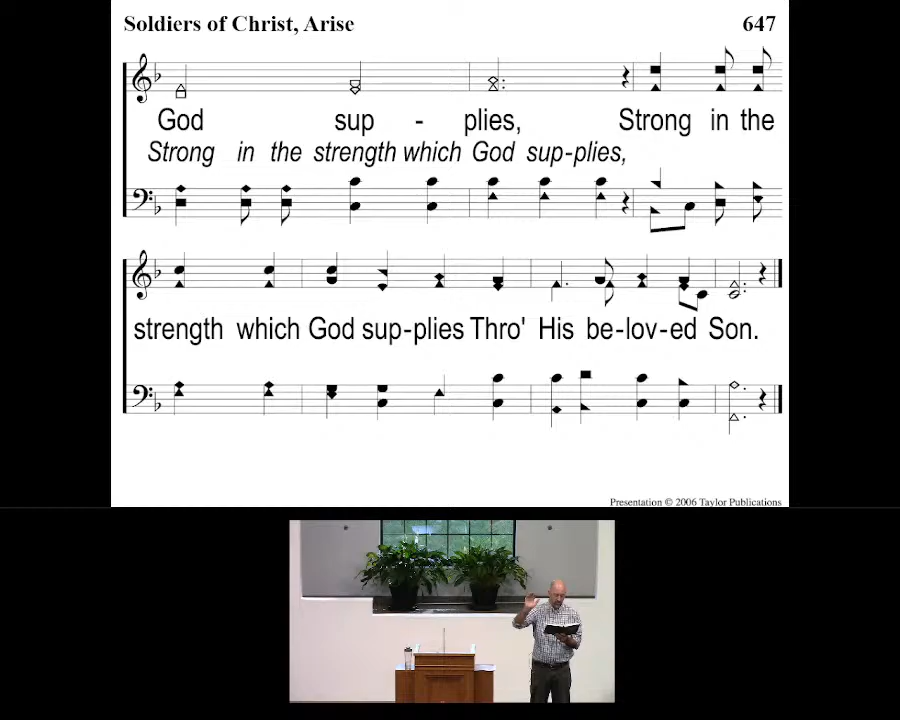 Soldiers of Christ, Arise 647
God sup - plies, Strong in the
Strong in the strength which God sup-plies,
strength which God sup-plies Thro' His be-lov-ed Son.
Presentation © 2006 Taylor Publications